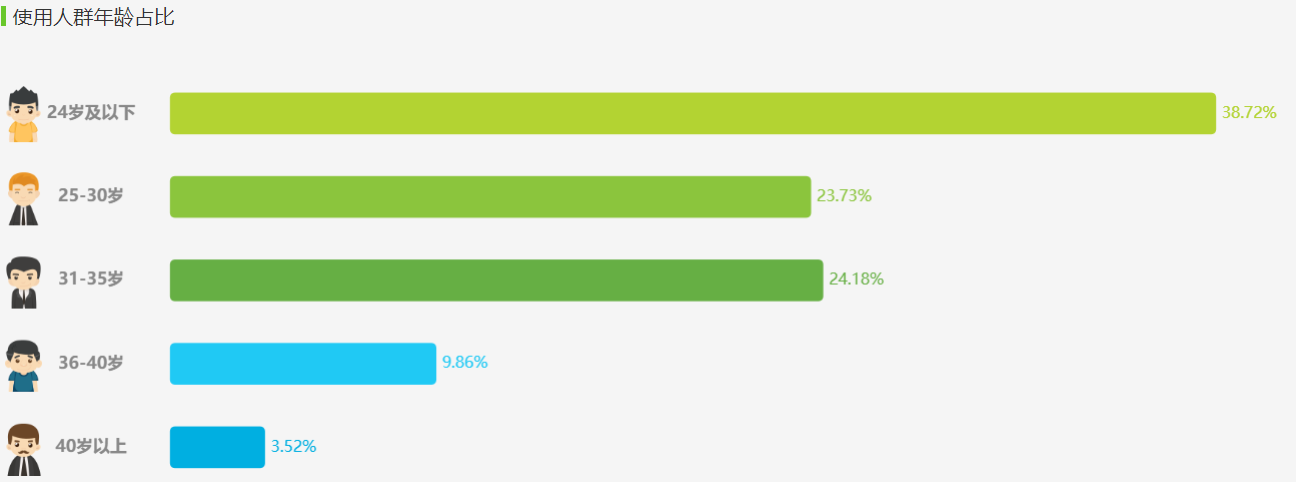 使用人群年龄占比
24岁及以下 38.72%
25-30岁 23.73%
31-35岁 24.18%
36-40岁 9.86%
40岁以上 3.52%